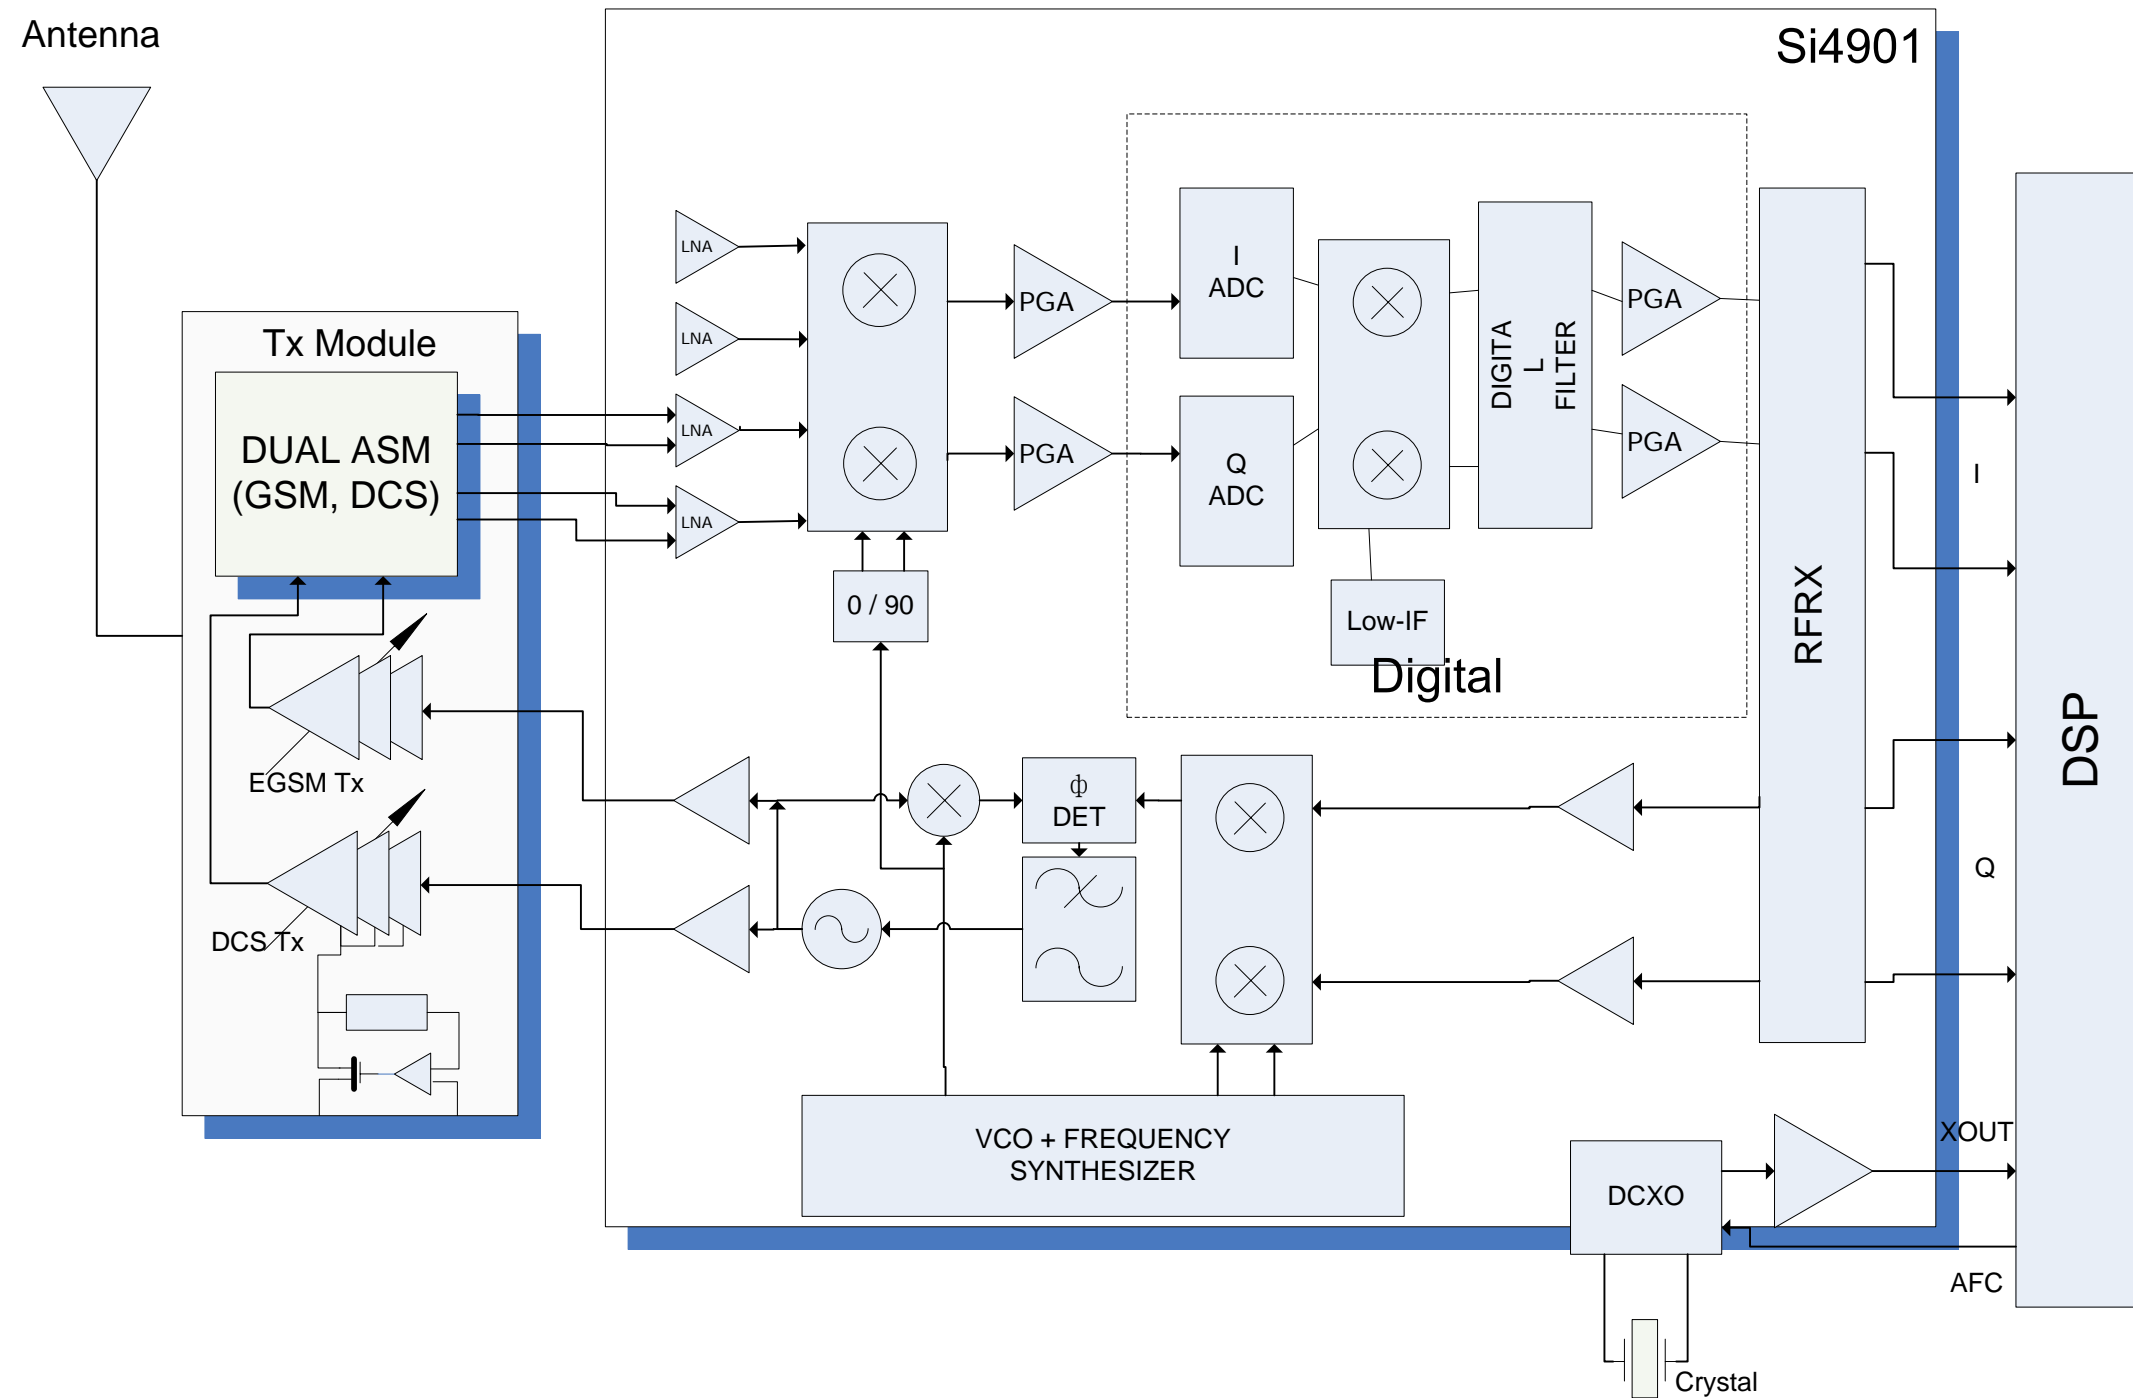 Antenna
Si4901
Tx Module
DUAL ASM
(GSM, DCS)
EGSM Tx
DCS Tx
LNA
LNA
LNA
LNA
0 / 90
PGA
PGA
I
ADC
Q
ADC
Low-IF
Digital
DIGITA
L
FILTER
PGA
PGA
RFRX
I
Q
DSP
ф
DET
VCO + FREQUENCY
SYNTHESIZER
DCXO
XOUT
AFC
Crystal